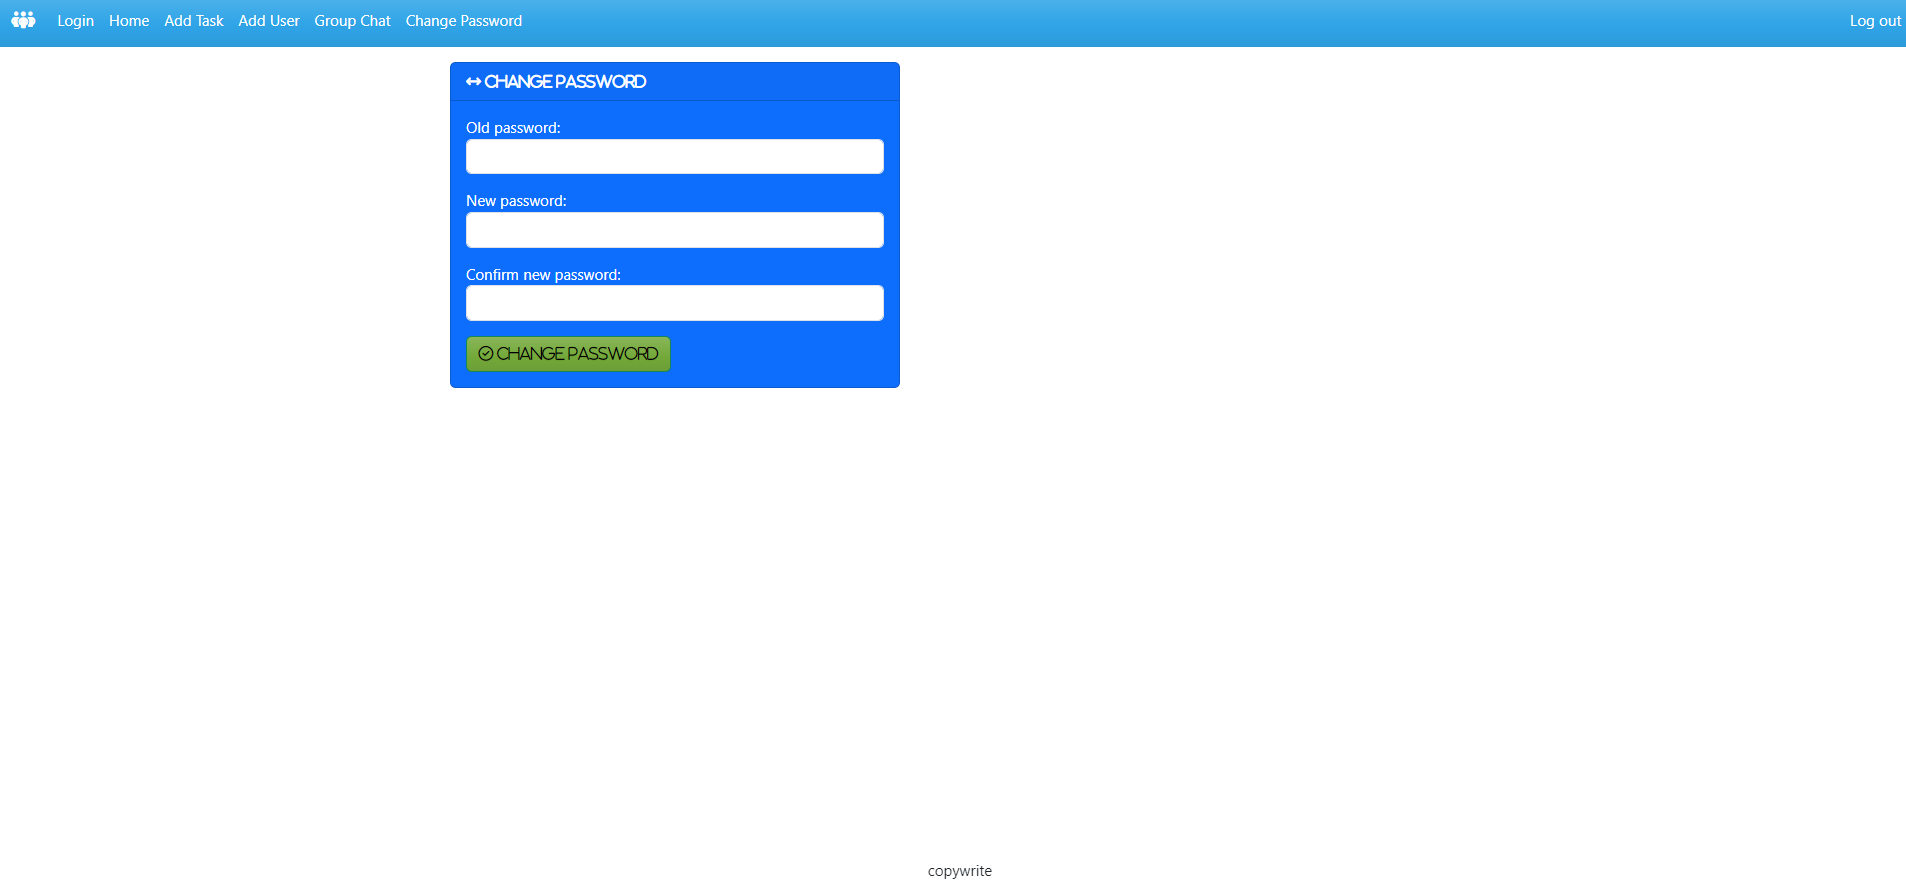 Login Home Add Task Add User Group Chat Change Password Log out
CHANGE PASSWORD
Old password:
New password:
Confirm new password:
CHANGE PASSWORD
copywrite